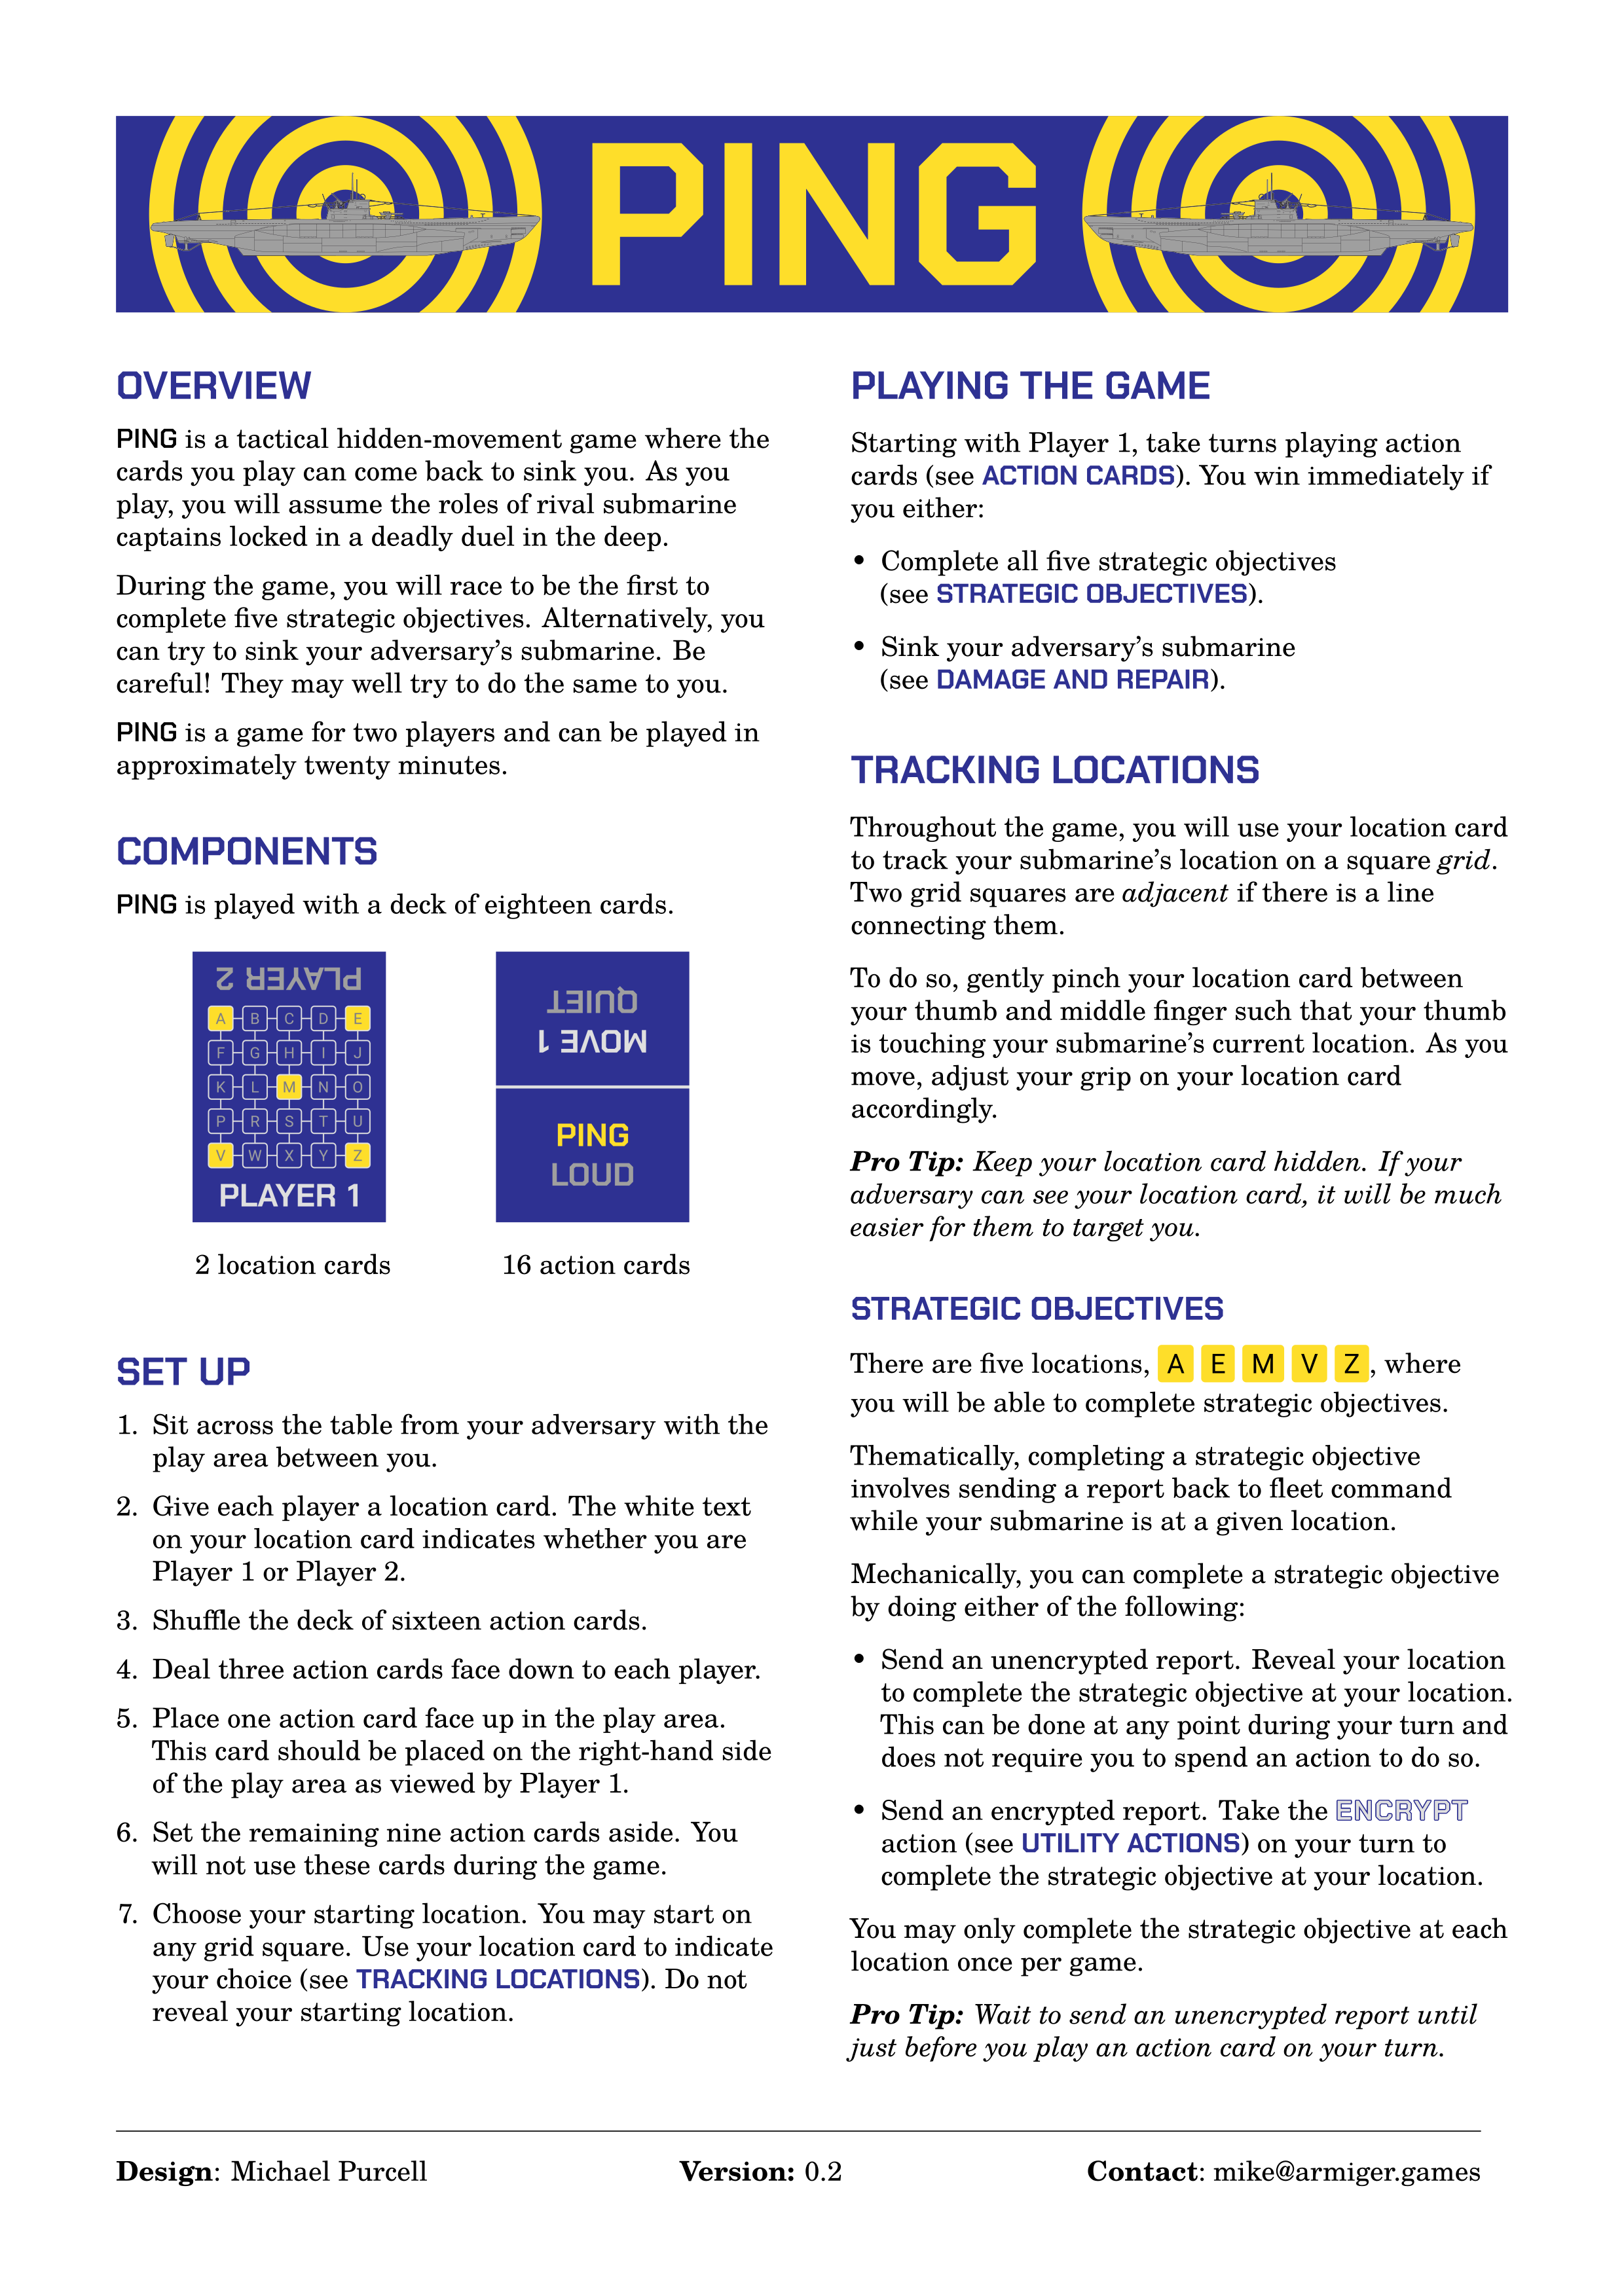 PING
OVERVIEW
PING is a tactical hidden-movement game where the
cards you play can come back to sink you. As you
play, you will assume the roles of rival submarine
captains locked in a deadly duel in the deep.
During the game, you will race to be the first to
complete five strategic objectives. Alternatively, you
can try to sink your adversary's submarine. Be
careful! They may well try to do the same to you.
PING is a game for two players and can be played in
approximately twenty minutes.
COMPONENTS
PING is played with a deck of eighteen cards.
PLAYER 2
A B C D E
F G H I J
K L M N O
P R S T U
V W X Y Z
PLAYER 1
QUIET
MOVE 1
PING
LOUD
2 location cards
16 action cards
SET UP
1. Sit across the table from your adversary with the
play area between you.
2. Give each player a location card. The white text
on your location card indicates whether you are
Player 1 or Player 2.
3. Shuffle the deck of sixteen action cards.
4. Deal three action cards face down to each player.
5. Place one action card face up in the play area.
This card should be placed on the right-hand side
of the play area as viewed by Player 1.
6. Set the remaining nine action cards aside. You
will not use these cards during the game.
7. Choose your starting location. You may start on
any grid square. Use your location card to indicate
your choice (see TRACKING LOCATIONS). Do not
reveal your starting location.
PLAYING THE GAME
Starting with Player 1, take turns playing action
cards (see ACTION CARDS). You win immediately if
you either:
• Complete all five strategic objectives
(see STRATEGIC OBJECTIVES).
• Sink your adversary's submarine
(see DAMAGE AND REPAIR).
TRACKING LOCATIONS
Throughout the game, you will use your location card
to track your submarine's location on a square grid.
Two grid squares are adjacent if there is a line
connecting them.
To do so, gently pinch your location card between
your thumb and middle finger such that your thumb
is touching your submarine's current location. As you
move, adjust your grip on your location card
accordingly.
Pro Tip: Keep your location card hidden. If your
adversary can see your location card, it will be much
easier for them to target you.
STRATEGIC OBJECTIVES
There are five locations, A E M V Z, where
you will be able to complete strategic objectives.
Thematically, completing a strategic objective
involves sending a report back to fleet command
while your submarine is at a given location.
Mechanically, you can complete a strategic objective
by doing either of the following:
• Send an unencrypted report. Reveal your location
to complete the strategic objective at your location.
This can be done at any point during your turn and
does not require you to spend an action to do so.
• Send an encrypted report. Take the ENCRYPT
action (see UTILITY ACTIONS) on your turn to
complete the strategic objective at your location.
You may only complete the strategic objective at each
location once per game.
Pro Tip: Wait to send an unencrypted report until
just before you play an action card on your turn.
Design: Michael Purcell
Version: 0.2
Contact: mike@armiger.games